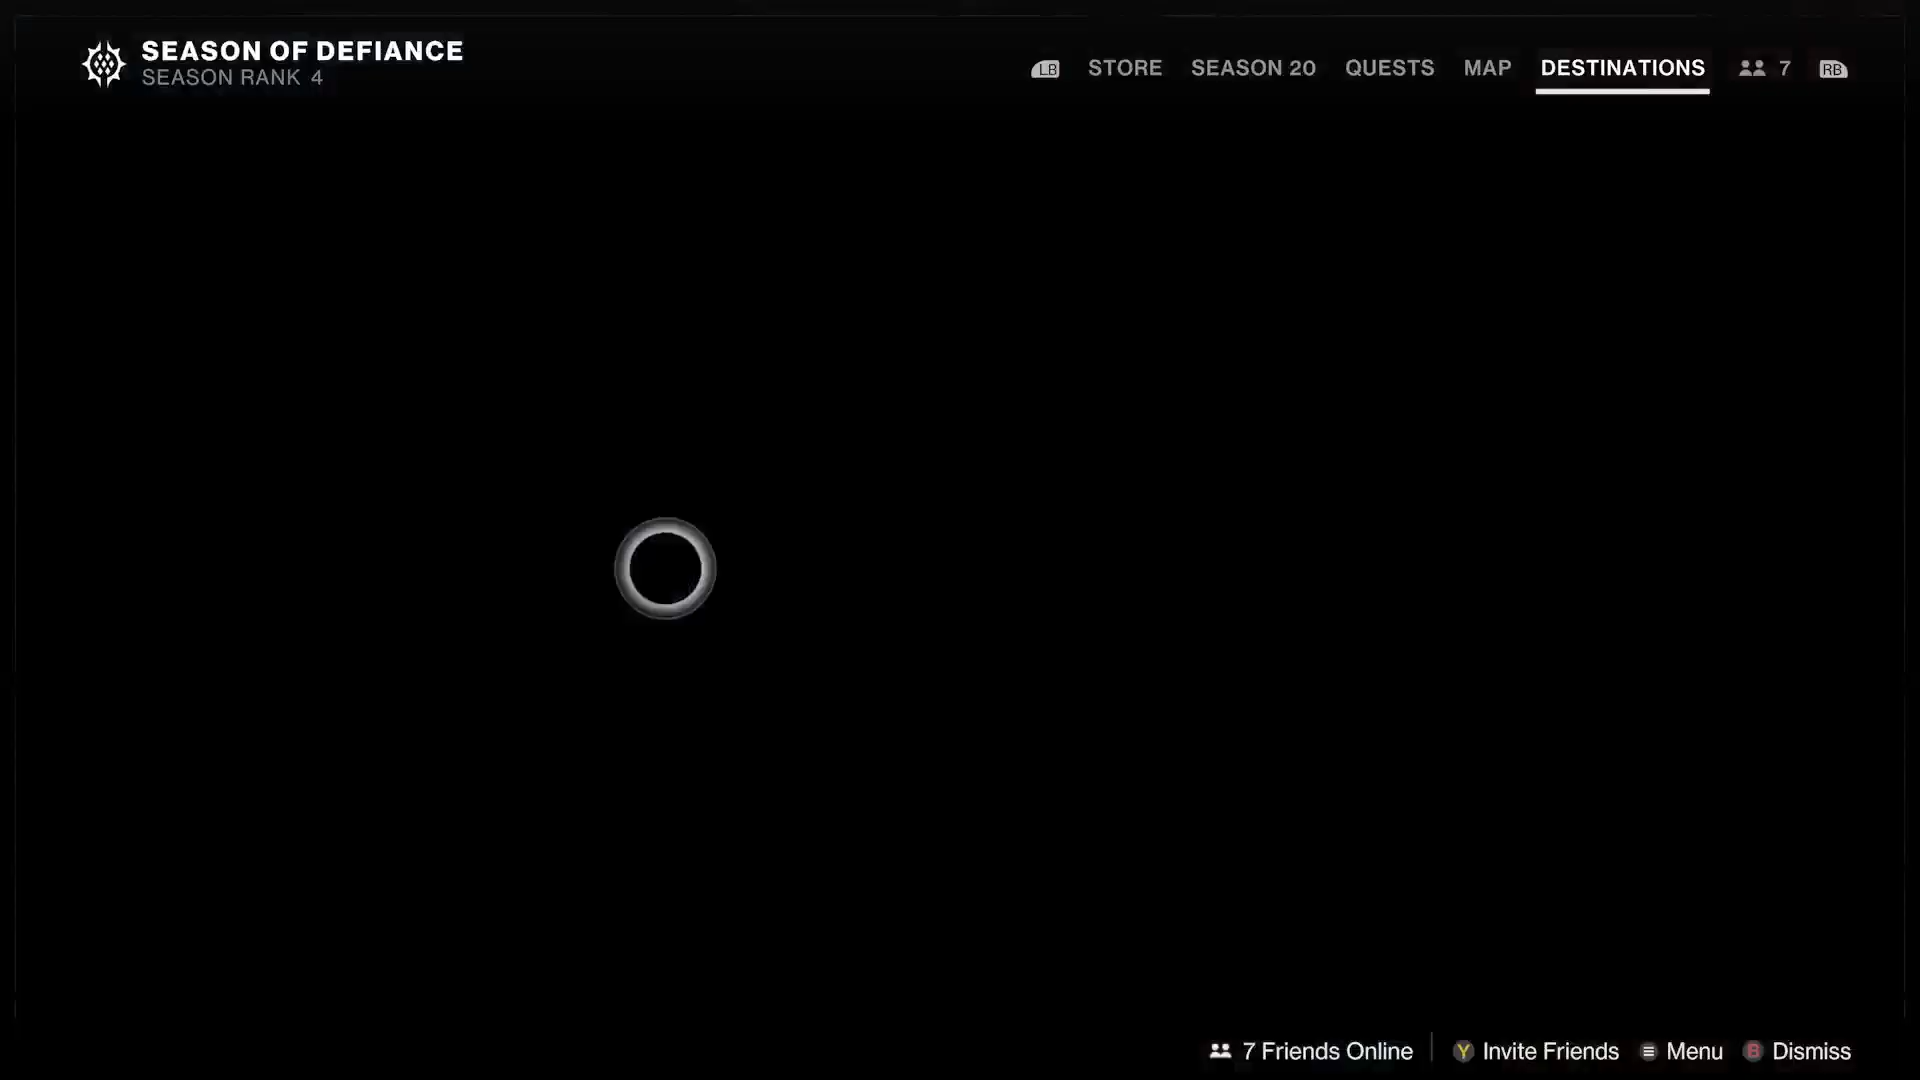 SEASON OF DEFIANCE
SEASON RANK 4
LB STORE SEASON 20 QUESTS MAP DESTINATIONS 7 RB
7 Friends Online Y Invite Friends Menu B Dismiss